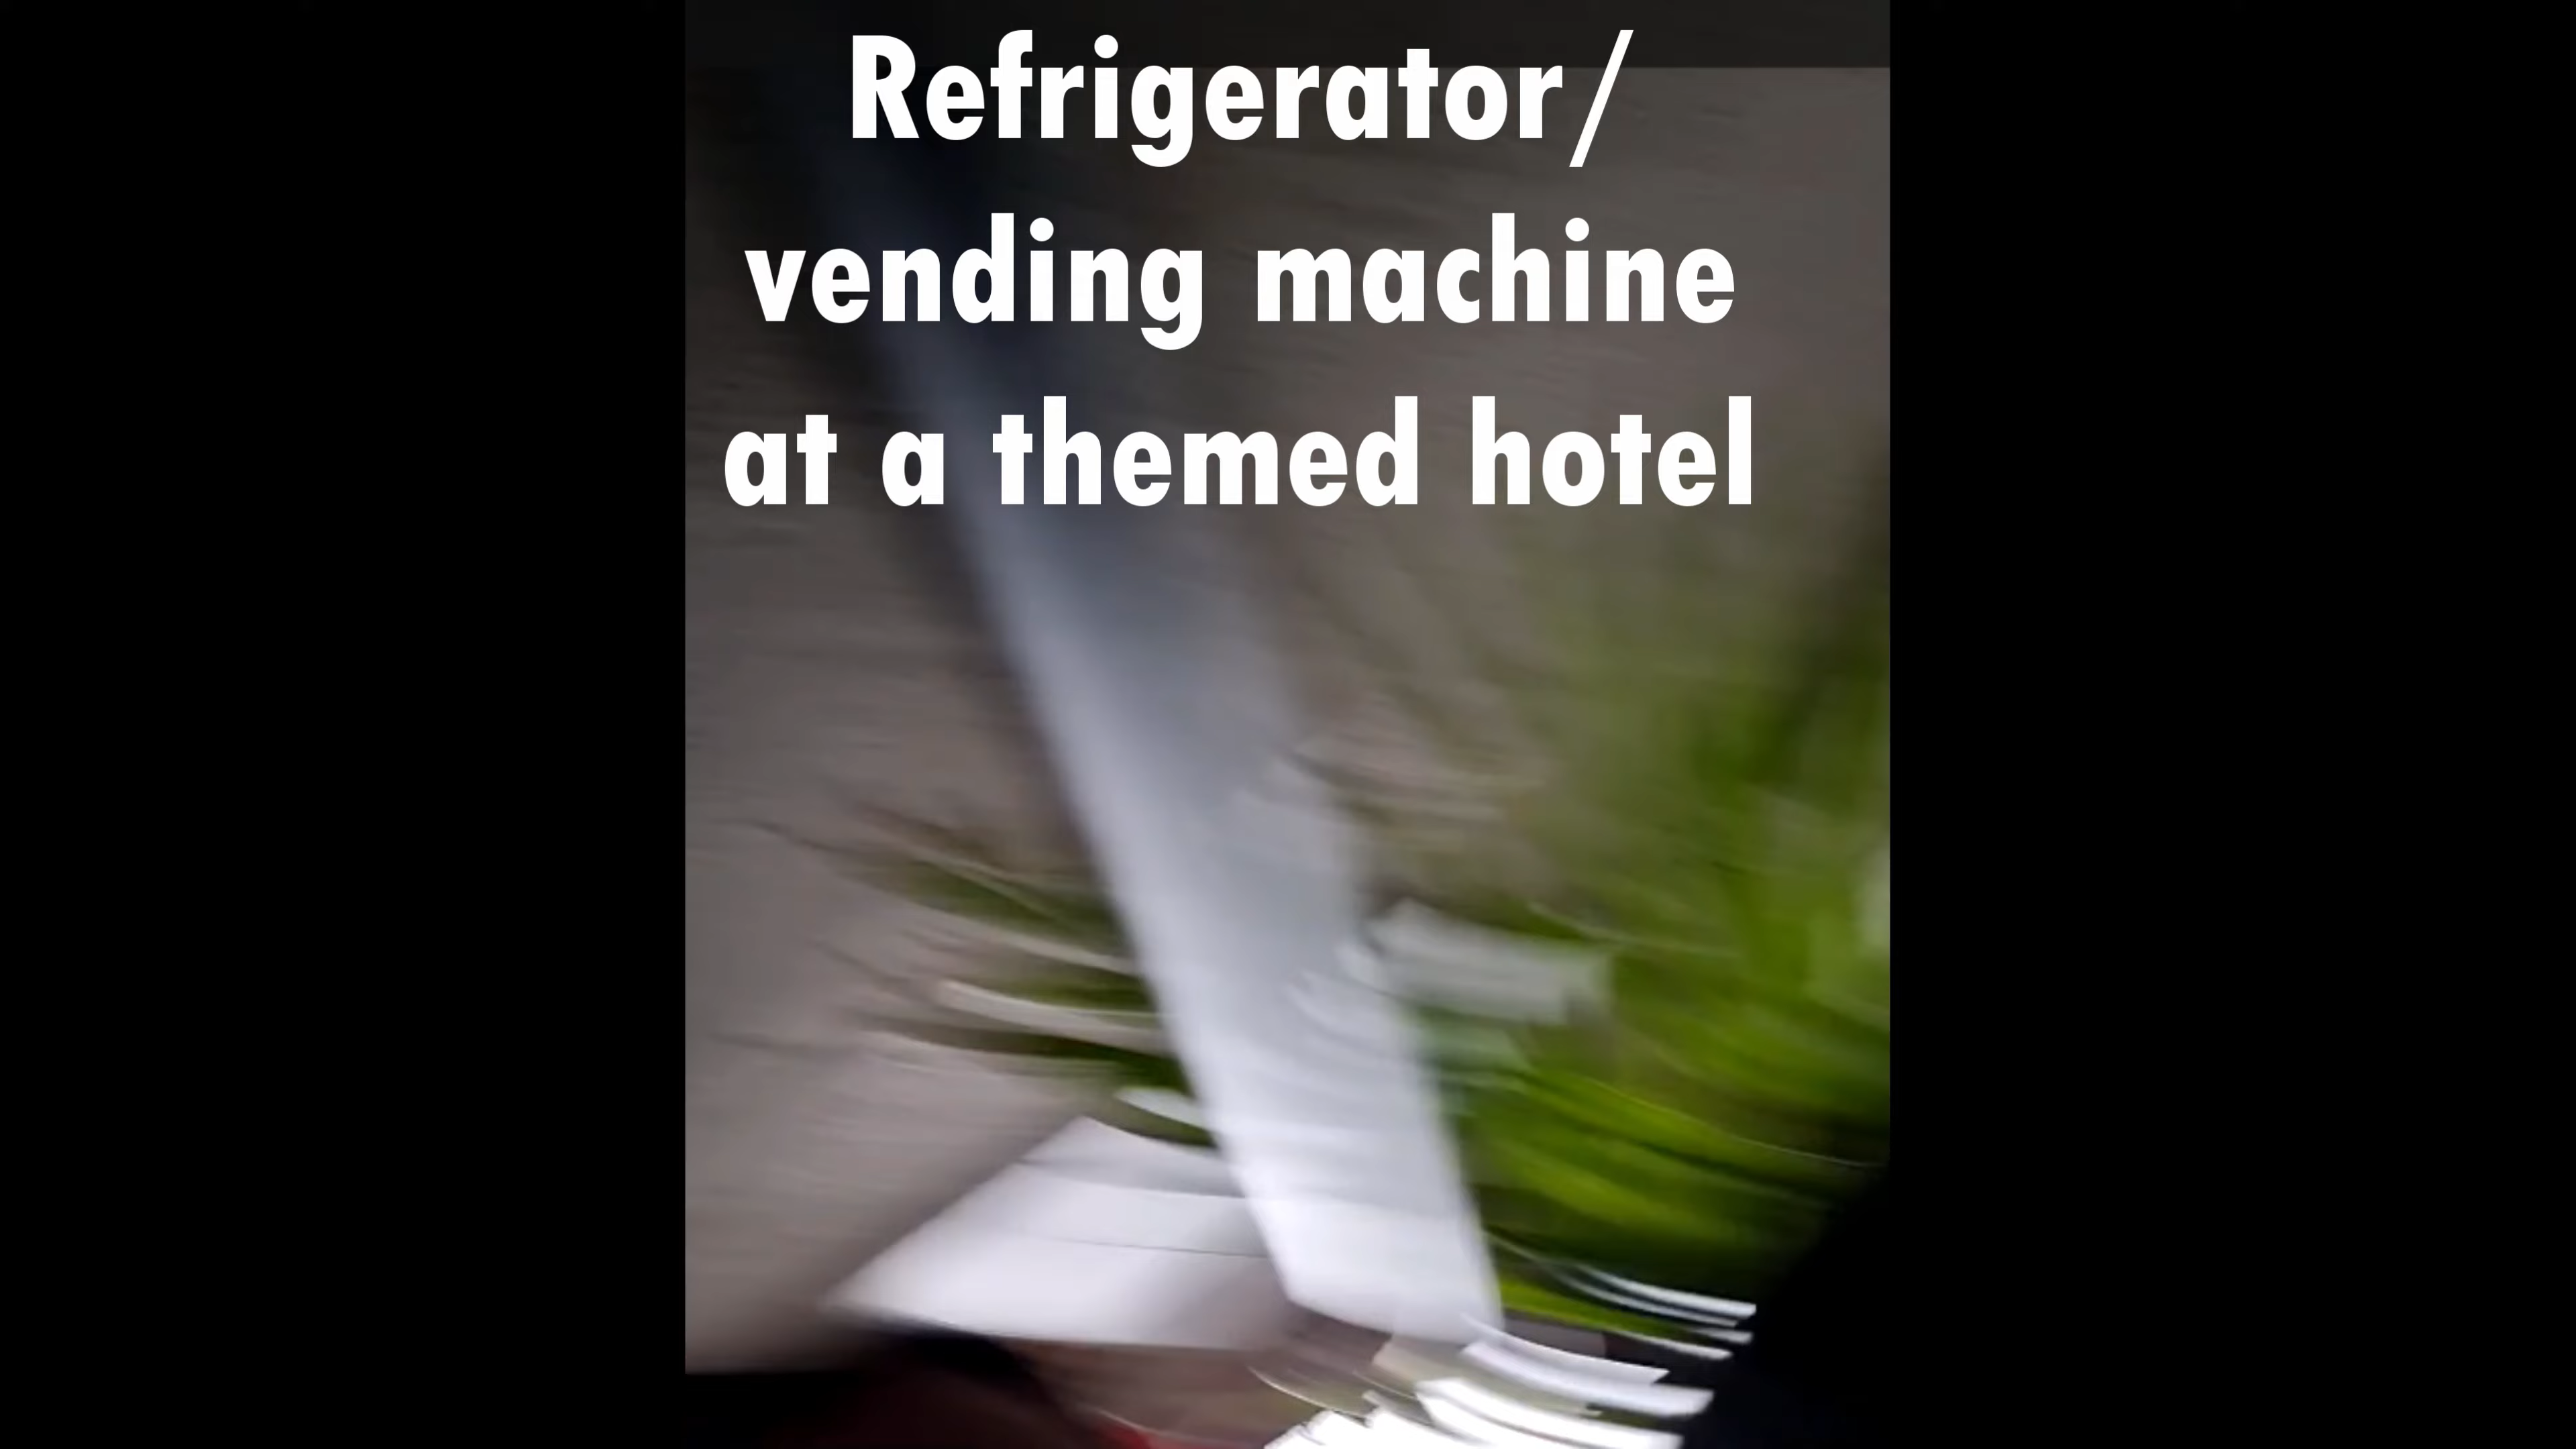 Refrigerator/
vending machine
at a themed hotel